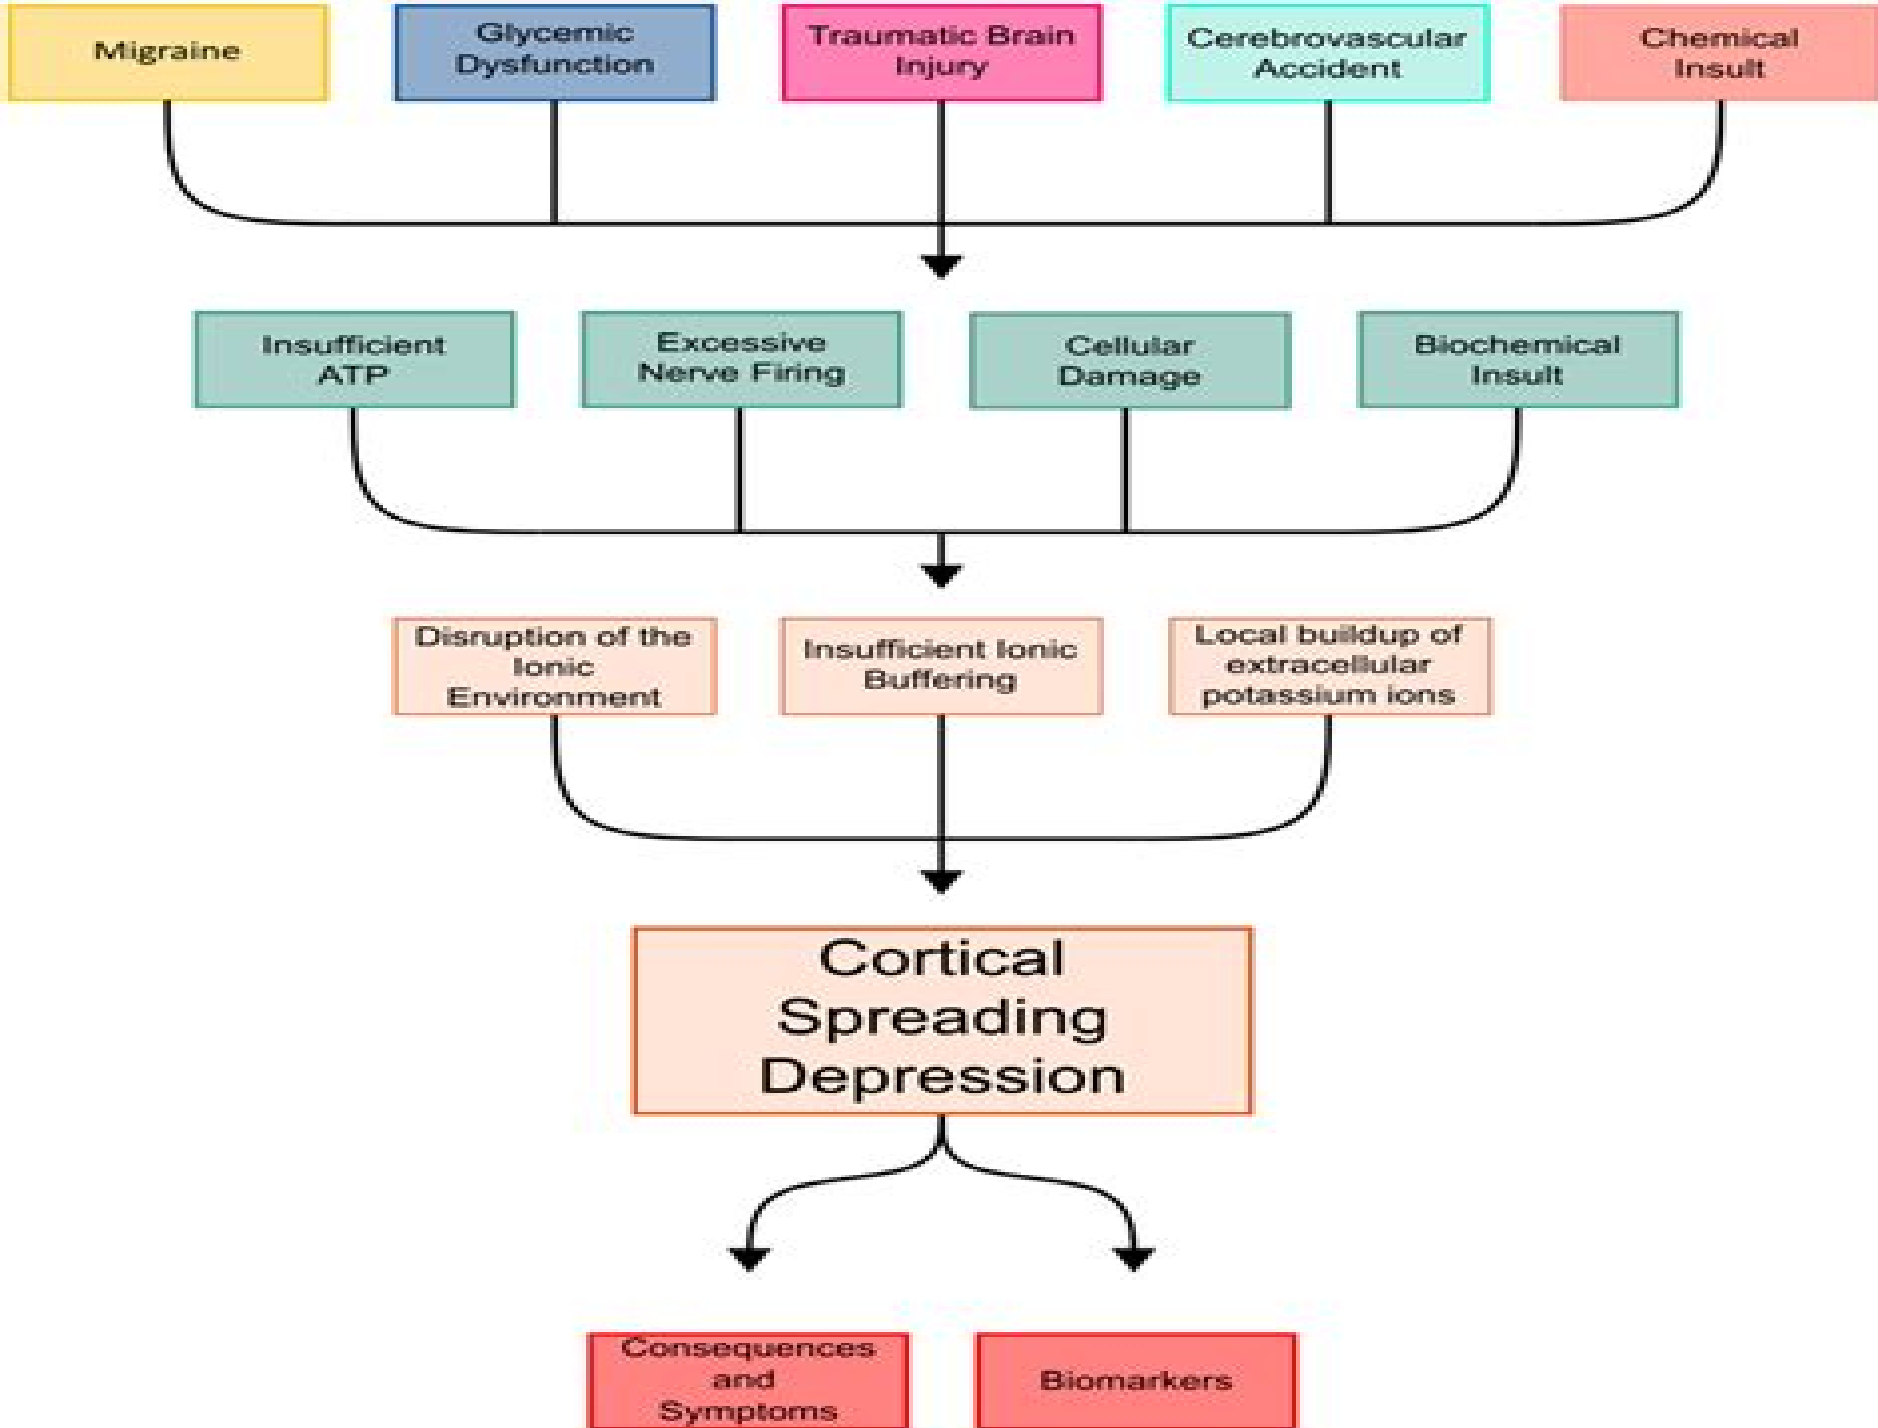 Migraine
Glycemic
Dysfunction
Traumatic Brain
Injury
Cerebrovascular
Accident
Chemical
Insult
Insufficient
ATP
Excessive
Nerve Firing
Cellular
Damage
Biochemical
Insult
Disruption of the
Ionic
Environment
Insufficient Ionic
Buffering
Local buildup of
extracellular
potassium ions
Cortical
Spreading
Depression
Consequences
and
Symptoms
Biomarkers